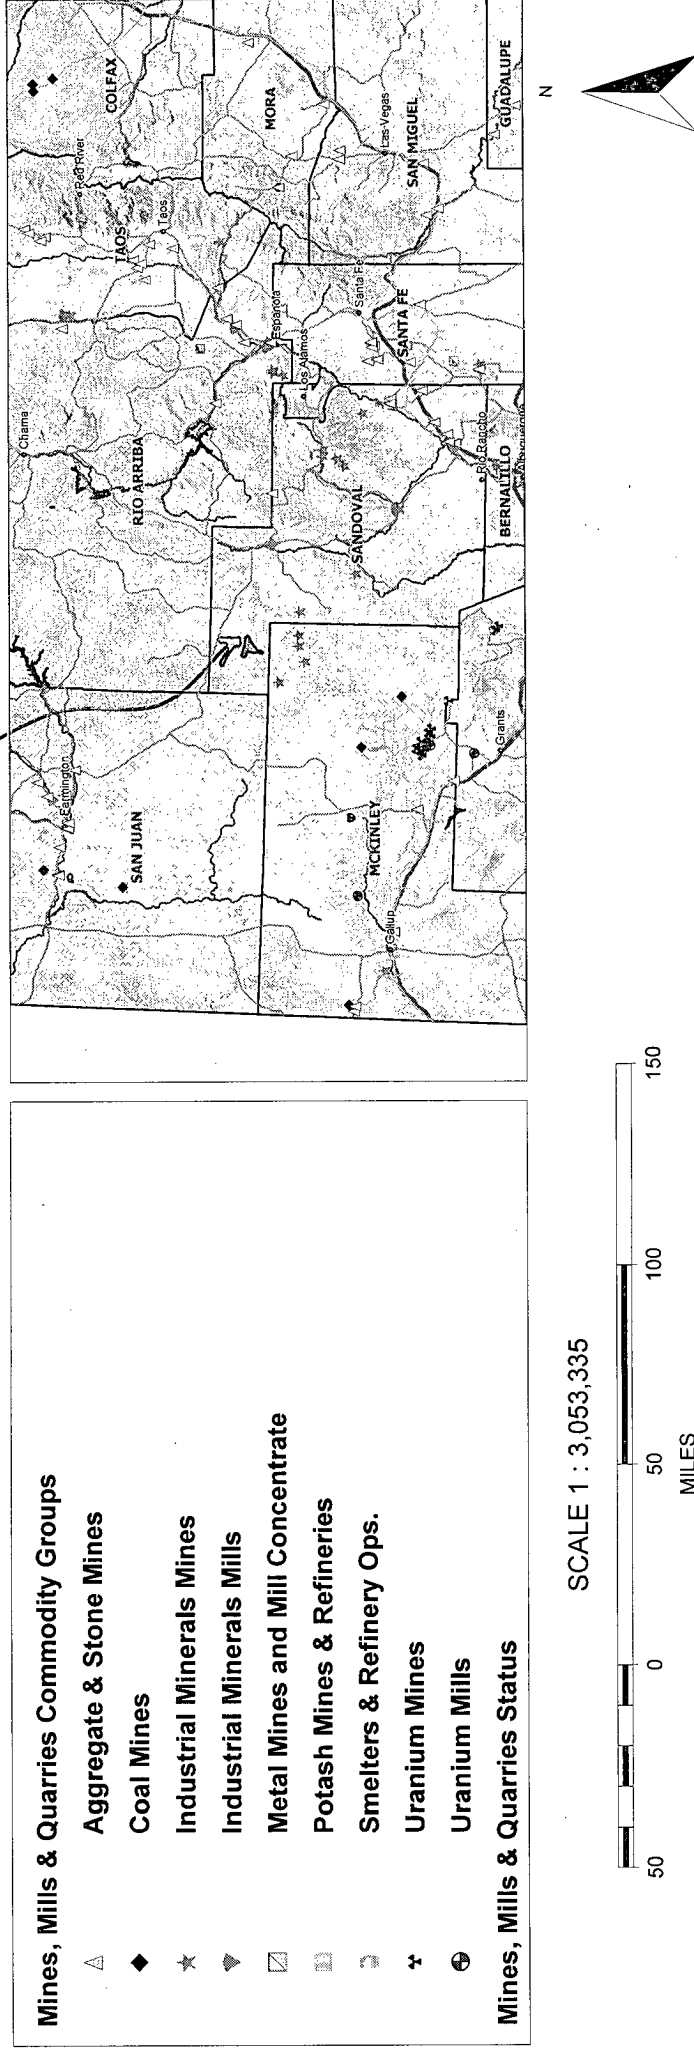 Mines, Mills & Quarries Commodity Groups
Aggregate & Stone Mines
Coal Mines
Industrial Minerals Mines
Industrial Minerals Mills
Metal Mines and Mill Concentrate
Potash Mines & Refineries
Smelters & Refinery Ops.
Uranium Mines
Uranium Mills
Mines, Mills & Quarries Status
SAN JUAN
Farmington
RIO ARRIBA
Chama
TAOS
Red River
Taos
COLFAX
MORA
Española
Los Alamos
MCKINLEY
Gallup
SANDOVAL
SANTA FE
Santa Fe
Las Vegas
SAN MIGUEL
Grants
Rio Rancho
BERNALILLO
Albuquerque
GUADALUPE
SCALE 1 : 3,053,335
50
0
50
100
150
MILES
N